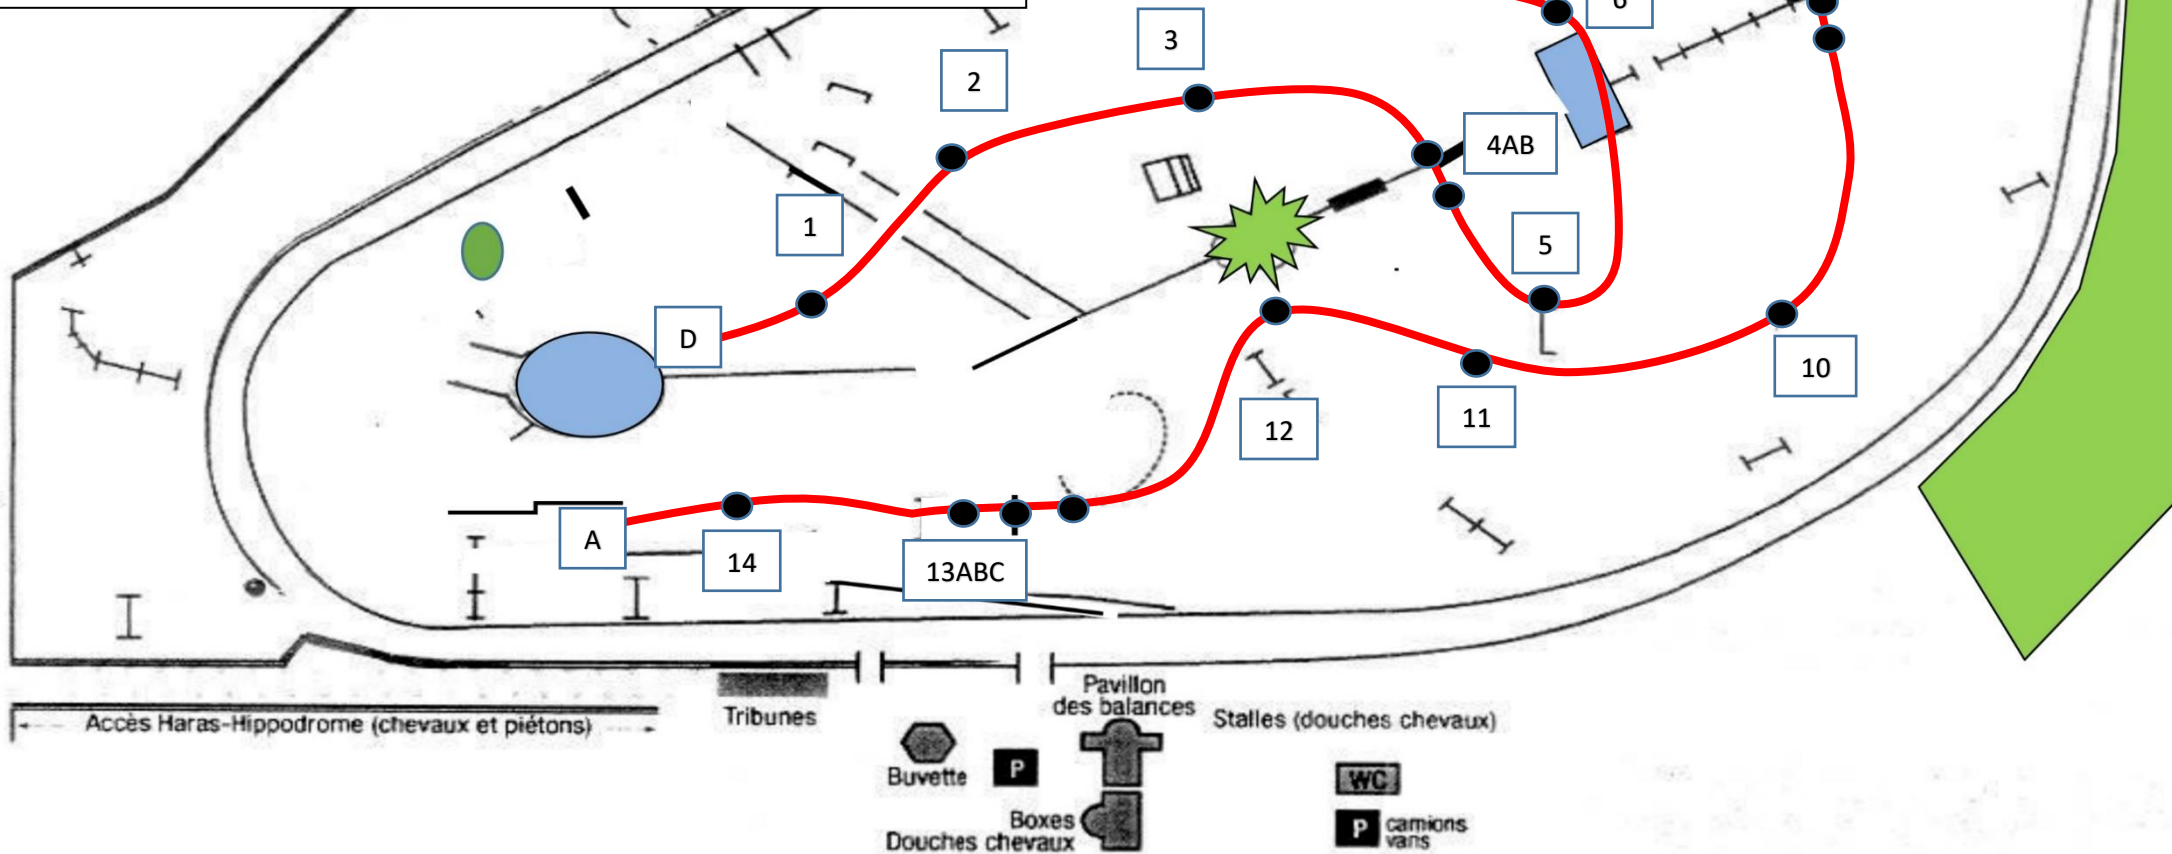 6
3
2
4AB
1
5
D
10
11
12
A
14
13ABC
Accès Haras-Hippodrome (chevaux et piétons)
Tribunes
Pavillon
des balances
Stalles (douches chevaux)
Buvette
P
WC
Boxes
Douches chevaux
P camions
vans